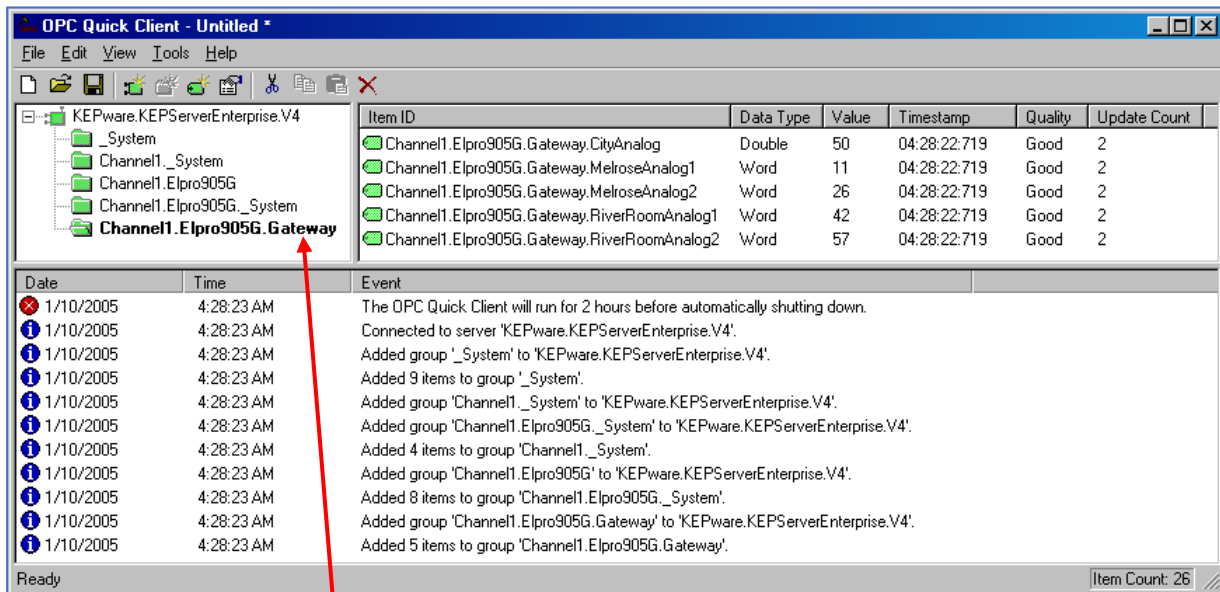 OPC Quick Client - Untitled *
File Edit View Tools Help
KEPware.KEPServerEnterprise.V4
_System
Channel1._System
Channel1.Elpro905G
Channel1.Elpro905G._System
Channel1.Elpro905G.Gateway
Item ID Data Type Value Timestamp Quality Update Count
Channel1.Elpro905G.Gateway.CityAnalog Double 50 04:28:22:719 Good 2
Channel1.Elpro905G.Gateway.MelroseAnalog1 Word 11 04:28:22:719 Good 2
Channel1.Elpro905G.Gateway.MelroseAnalog2 Word 26 04:28:22:719 Good 2
Channel1.Elpro905G.Gateway.RiverRoomAnalog1 Word 42 04:28:22:719 Good 2
Channel1.Elpro905G.Gateway.RiverRoomAnalog2 Word 57 04:28:22:719 Good 2
Date Time Event
1/10/2005 4:28:23 AM The OPC Quick Client will run for 2 hours before automatically shutting down.
1/10/2005 4:28:23 AM Connected to server 'KEPware.KEPServerEnterprise.V4'.
1/10/2005 4:28:23 AM Added group '_System' to 'KEPware.KEPServerEnterprise.V4'.
1/10/2005 4:28:23 AM Added 9 items to group '_System'.
1/10/2005 4:28:23 AM Added group 'Channel1._System' to 'KEPware.KEPServerEnterprise.V4'.
1/10/2005 4:28:23 AM Added group 'Channel1.Elpro905G._System' to 'KEPware.KEPServerEnterprise.V4'.
1/10/2005 4:28:23 AM Added 4 items to group 'Channel1._System'.
1/10/2005 4:28:23 AM Added group 'Channel1.Elpro905G' to 'KEPware.KEPServerEnterprise.V4'.
1/10/2005 4:28:23 AM Added 8 items to group 'Channel1.Elpro905G._System'.
1/10/2005 4:28:23 AM Added group 'Channel1.Elpro905G.Gateway' to 'KEPware.KEPServerEnterprise.V4'.
1/10/2005 4:28:23 AM Added 5 items to group 'Channel1.Elpro905G.Gateway'.
Ready Item Count: 26